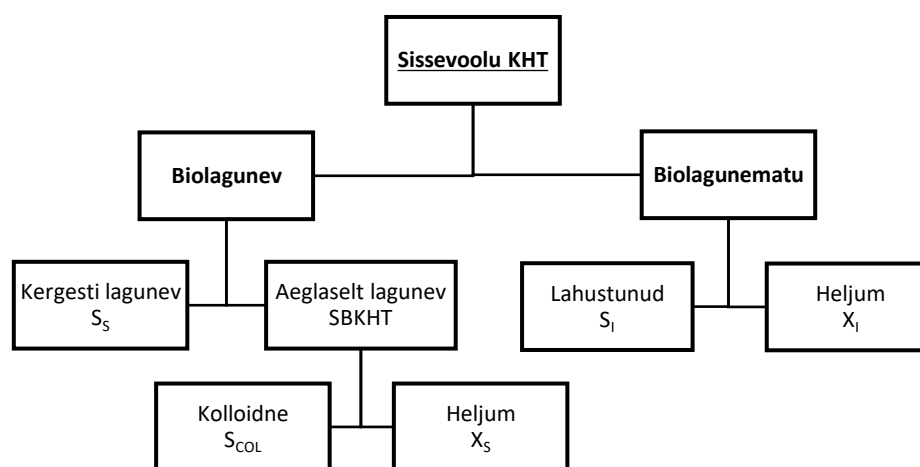 Sissevoolu KHT
Biolagunev
Biolagunematu
Kergesti lagunev
S_S
Aeglaselt lagunev
SBKHT
Lahustunud
S_I
Heljum
X_I
Kolloidne
S_COL
Heljum
X_S